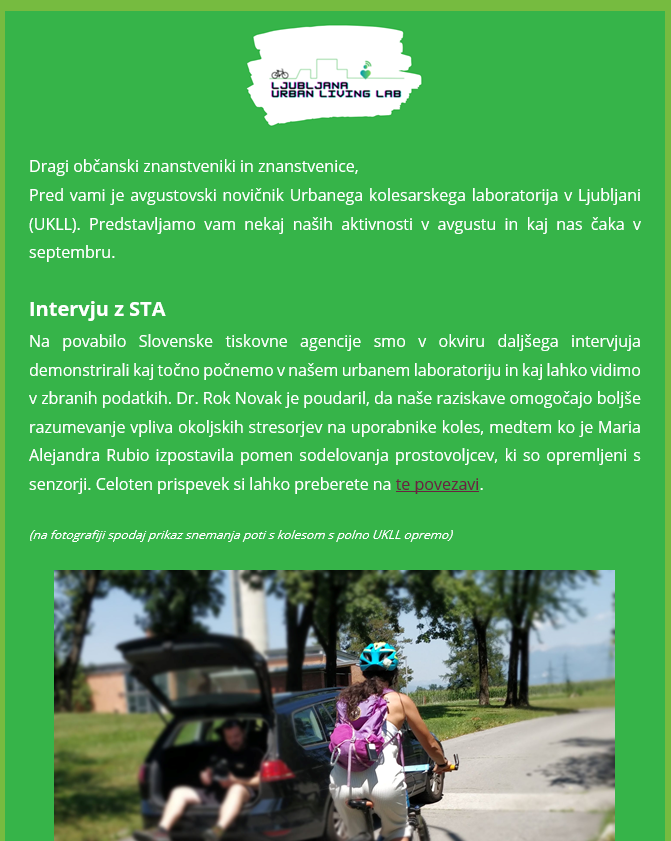 LJUBLJANA
URBAN LIVING LAB
Dragi občanski znanstveniki in znanstvenice,
Pred vami je avgustovski novičnik Urbanega kolesarskega laboratorija v Ljubljani
(UKLL). Predstavljamo vam nekaj naših aktivnosti v avgustu in kaj nas čaka v
septembru.
Intervju z STA
Na povabilo Slovenske tiskovne agencije smo v okviru daljšega intervjuja
demonstrirali kaj točno počnemo v našem urbanem laboratoriju in kaj lahko vidimo
v zbranih podatkih. Dr. Rok Novak je poudaril, da naše raziskave omogočajo boljše
razumevanje vpliva okoljskih stresorjev na uporabnike koles, medtem ko je Maria
Alejandra Rubio izpostavila pomen sodelovanja prostovoljcev, ki so opremljeni s
senzorji. Celoten prispevek si lahko preberete na te povezavi.
(na fotografiji spodaj prikaz snemanja poti s kolesom s polno UKLL opremo)